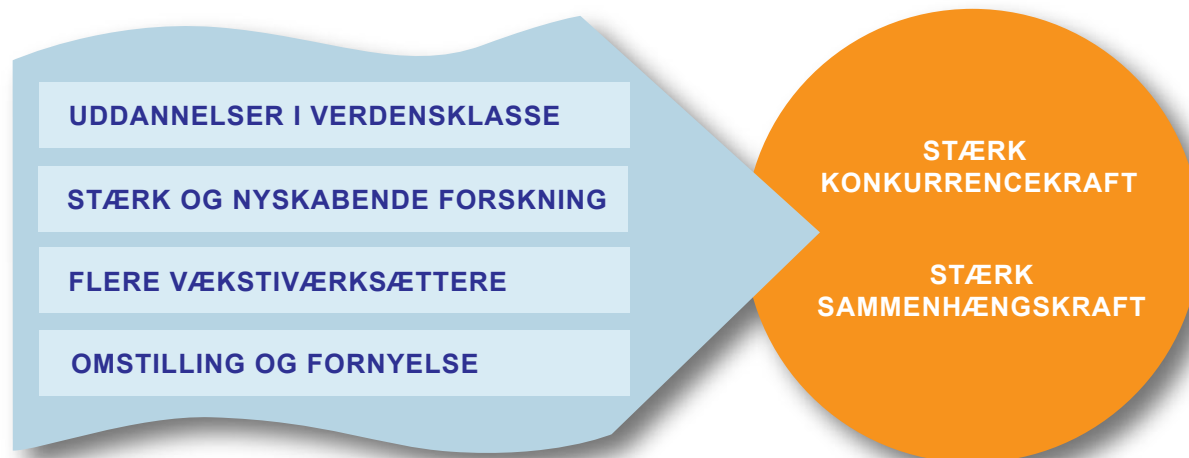 UDDANNELSER I VERDENSKLASSE
STÆRK OG NYSKABENDE FORSKNING
FLERE VÆKSTIVÆRKSÆTTERE
OMSTILLING OG FORNYELSE
STÆRK
KONKURRENCEKRAFT
STÆRK
SAMMENHÆNGSKRAFT